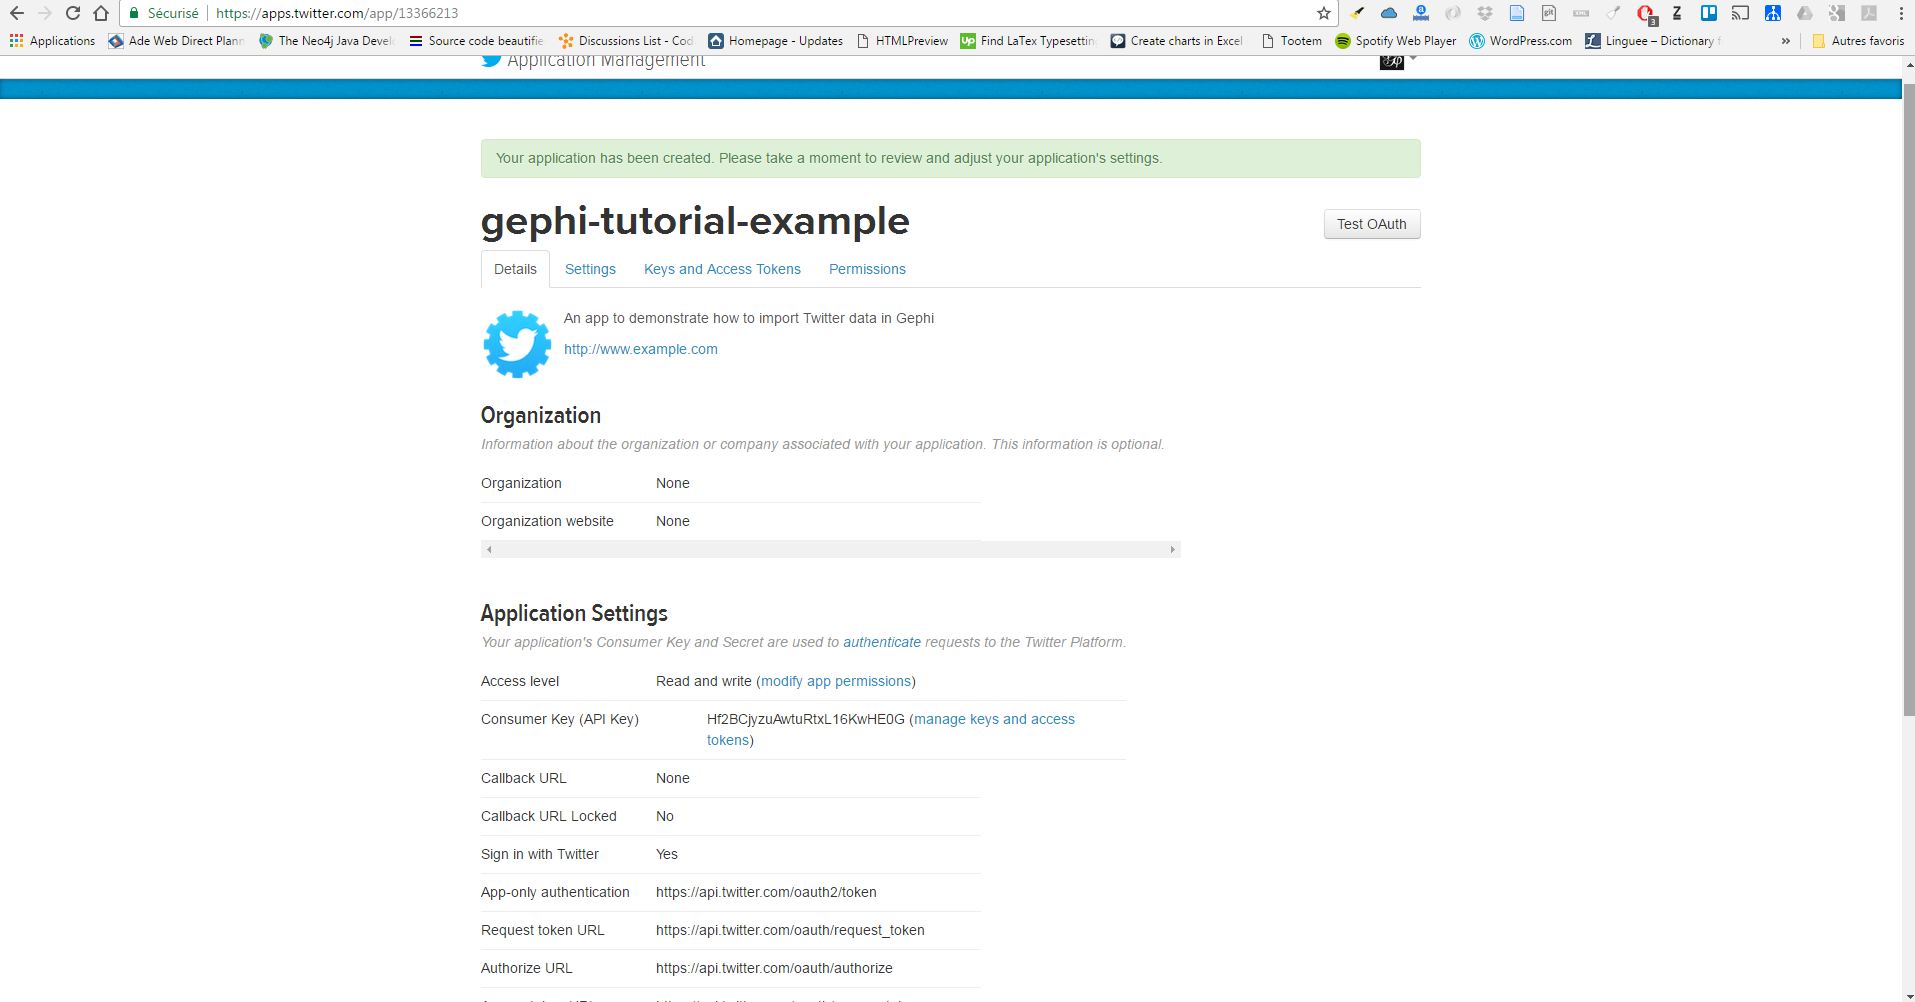 Sécurisé https://apps.twitter.com/app/13366213
Applications Ade Web Direct Plann The Neo4j Java Devel Source code beautifie Discussions List - Cod Homepage - Updates HTMLPreview Find LaTex Typesettin Create charts in Excel Tootem Spotify Web Player WordPress.com Linguee – Dictionary f » Autres favoris
Application Management
Your application has been created. Please take a moment to review and adjust your application's settings.
gephi-tutorial-example
Test OAuth
Details Settings Keys and Access Tokens Permissions
An app to demonstrate how to import Twitter data in Gephi
http://www.example.com
Organization
Information about the organization or company associated with your application. This information is optional.
Organization None
Organization website None
Application Settings
Your application's Consumer Key and Secret are used to authenticate requests to the Twitter Platform.
Access level Read and write (modify app permissions)
Consumer Key (API Key) Hf2BCjyzuAwtuRtxL16KwHE0G (manage keys and access
tokens)
Callback URL None
Callback URL Locked No
Sign in with Twitter Yes
App-only authentication https://api.twitter.com/oauth2/token
Request token URL https://api.twitter.com/oauth/request_token
Authorize URL https://api.twitter.com/oauth/authorize